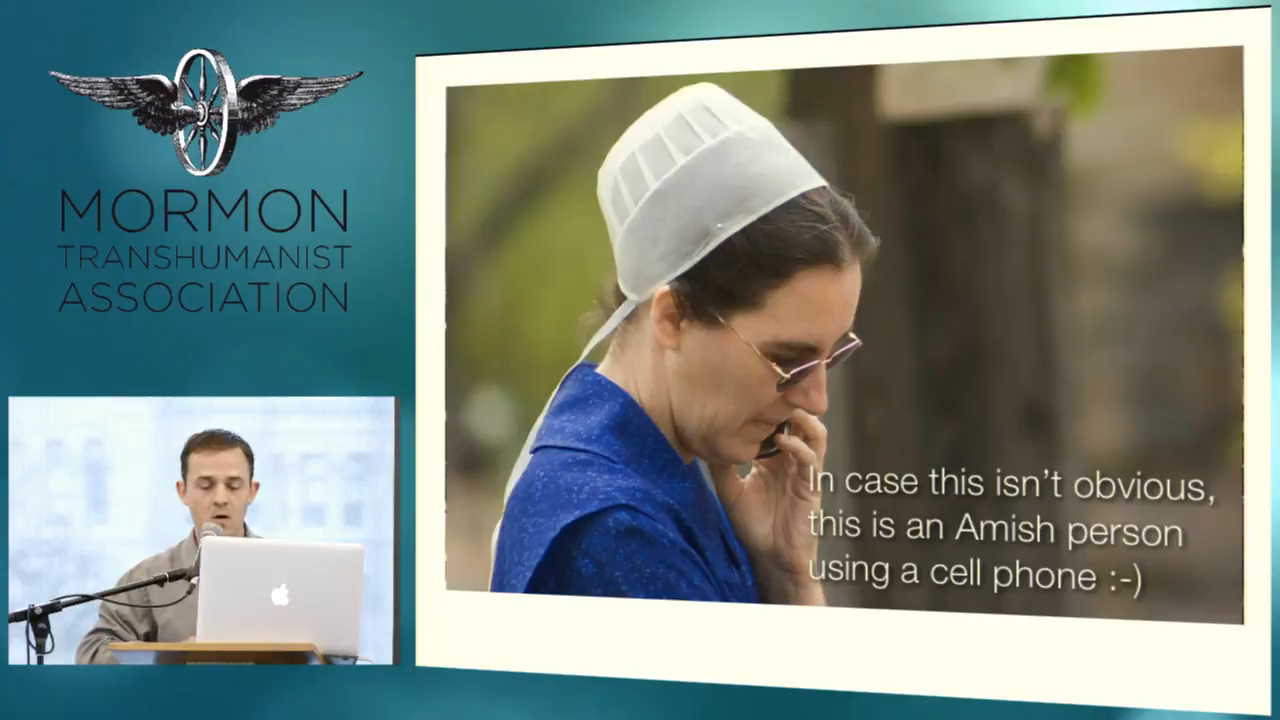 MORMON
TRANSHUMANIST
ASSOCIATION
In case this isn't obvious,
this is an Amish person
using a cell phone :-)